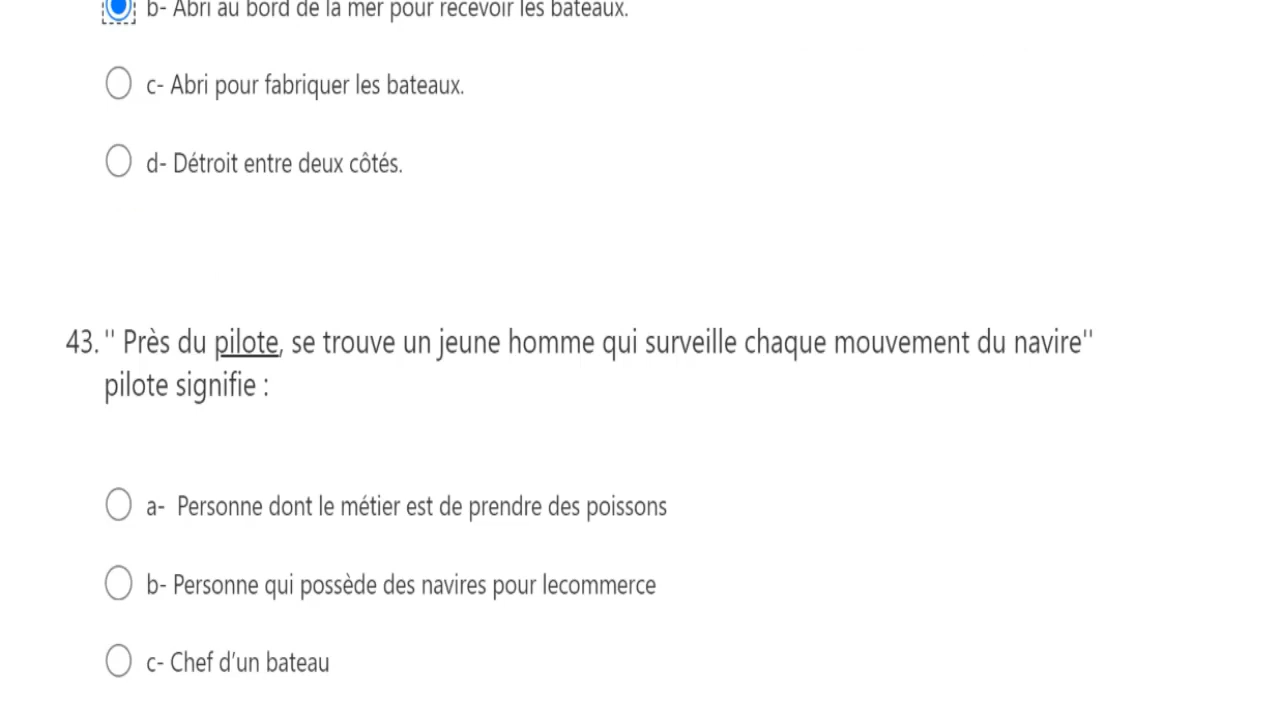 b- Abri au bord de la mer pour recevoir les bateaux.
c- Abri pour fabriquer les bateaux.
d- Détroit entre deux côtés.
43. " Près du pilote, se trouve un jeune homme qui surveille chaque mouvement du navire"
pilote signifie :
a- Personne dont le métier est de prendre des poissons
b- Personne qui possède des navires pour lecommerce
c- Chef d'un bateau